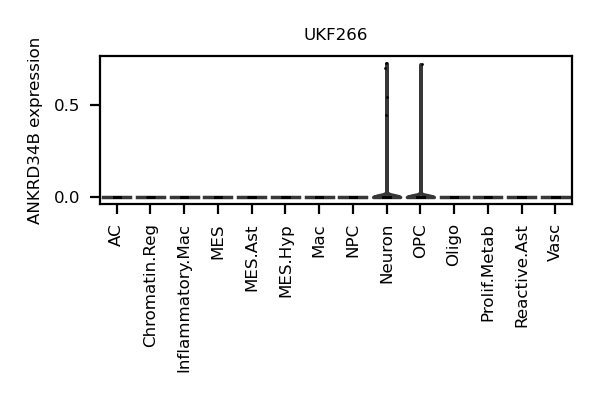 UKF266
ANKRD34B expression
0.5
0.0
AC
Chromatin.Reg
Inflammatory.Mac
MES
MES.Ast
MES.Hyp
Mac
NPC
Neuron
OPC
Oligo
Prolif.Metab
Reactive.Ast
Vasc